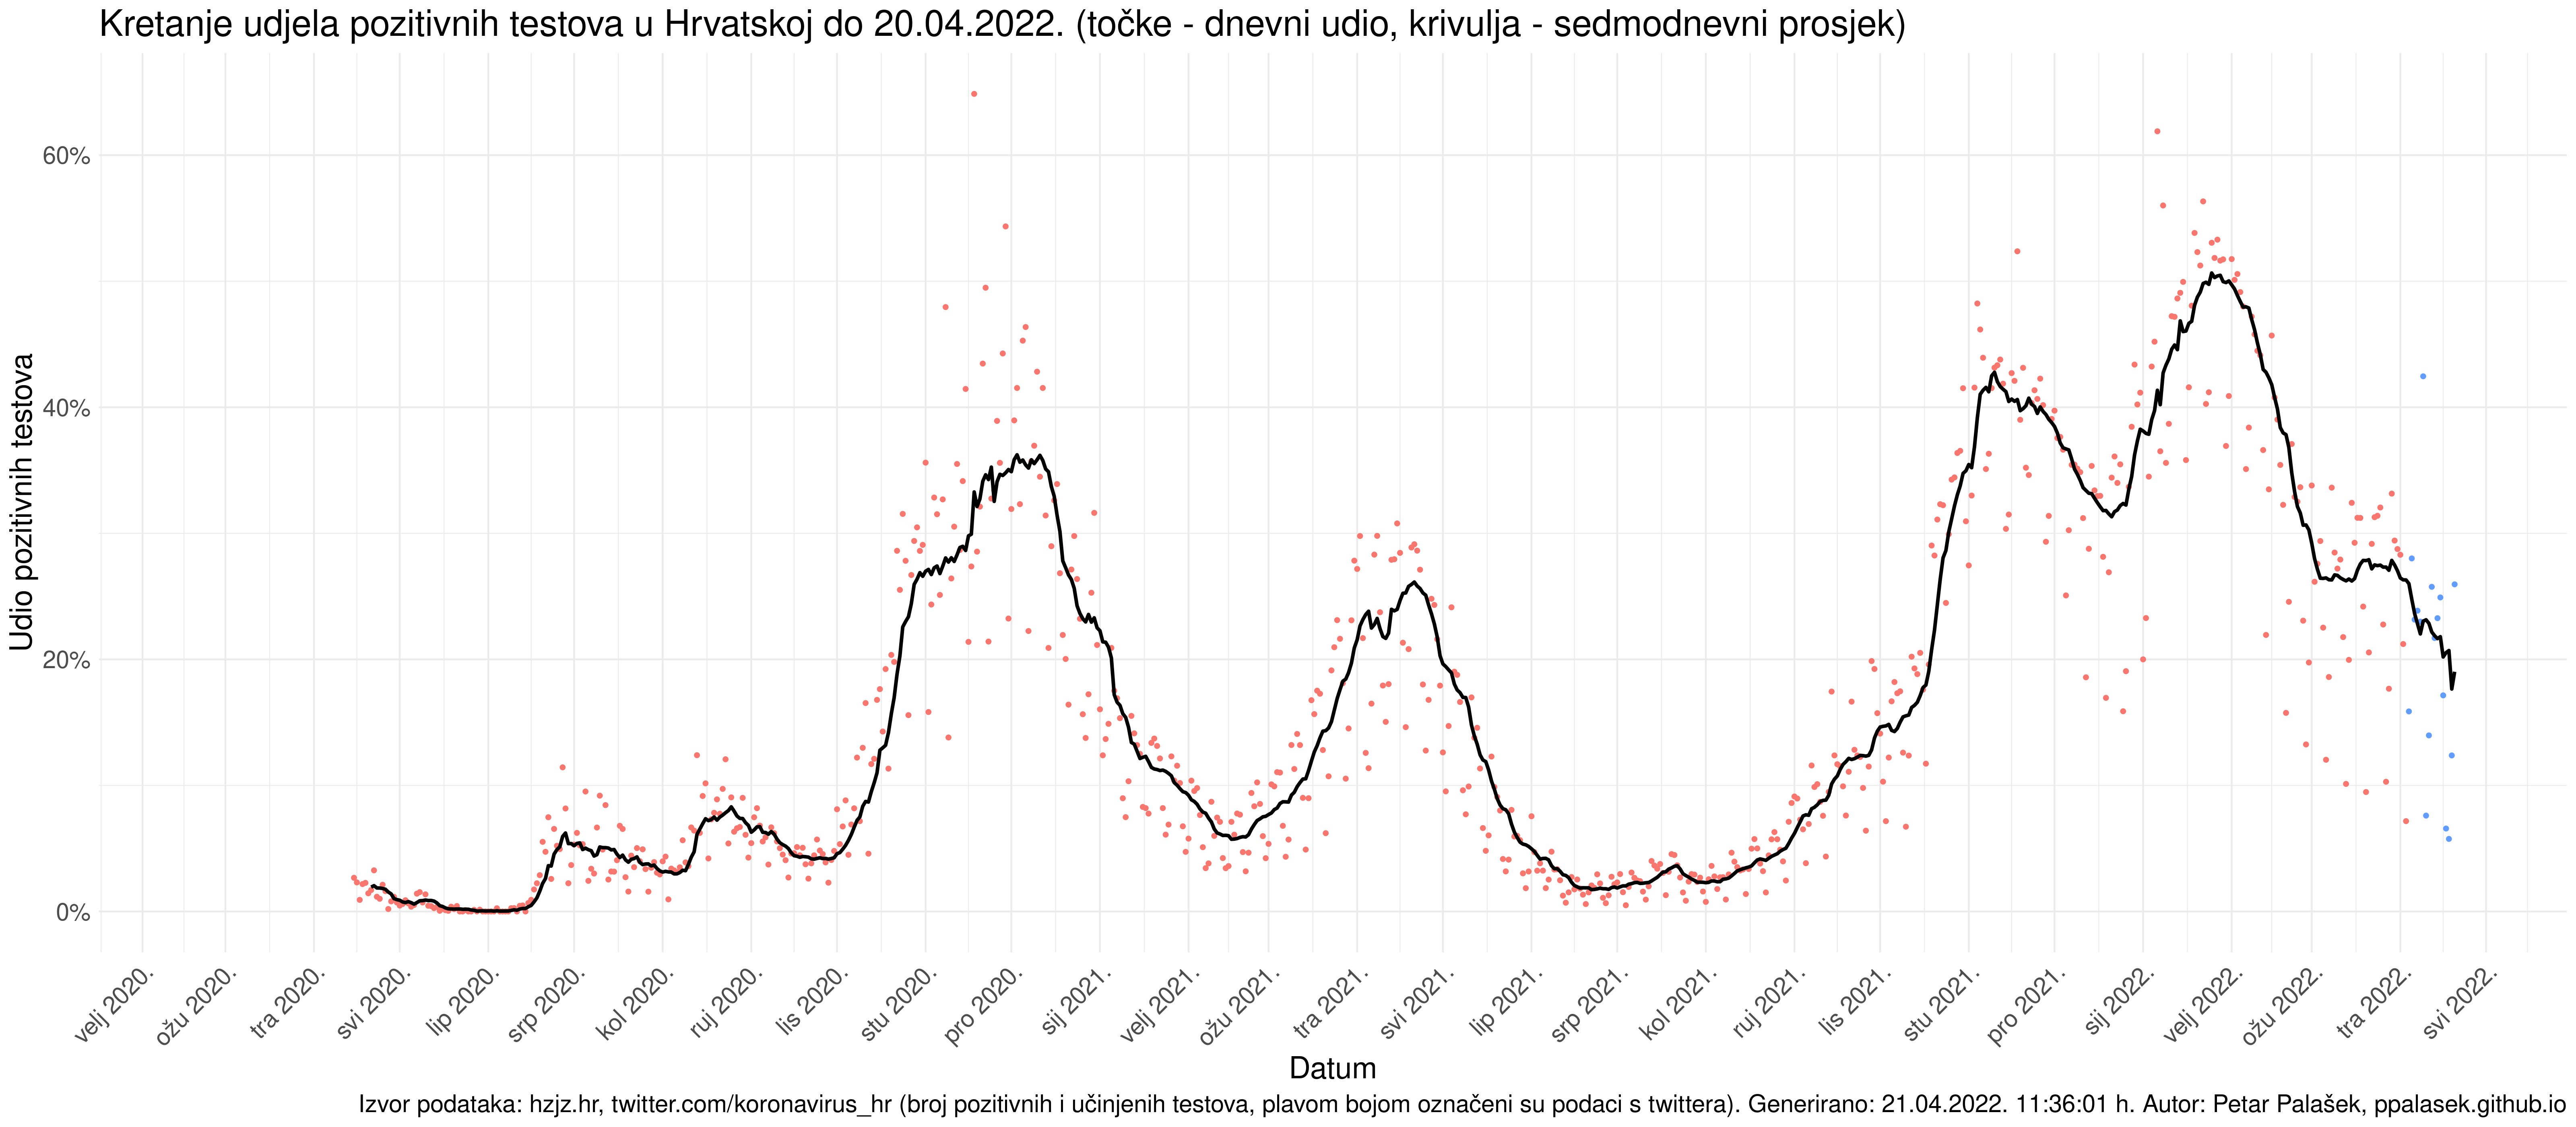 Kretanje udjela pozitivnih testova u Hrvatskoj do 20.04.2022. (točke - dnevni udio, krivulja - sedmodnevni prosjek)
Udio pozitivnih testova
60%
40%
20%
0%
velj 2020.
ožu 2020.
tra 2020.
svi 2020.
lip 2020.
srp 2020.
kol 2020.
ruj 2020.
lis 2020.
stu 2020.
pro 2020.
sij 2021.
velj 2021.
ožu 2021.
tra 2021.
svi 2021.
lip 2021.
srp 2021.
kol 2021.
ruj 2021.
lis 2021.
stu 2021.
pro 2021.
sij 2022.
velj 2022.
ožu 2022.
tra 2022.
svi 2022.
Datum
Izvor podataka: hzjz.hr, twitter.com/koronavirus_hr (broj pozitivnih i učinjenih testova, plavom bojom označeni su podaci s twittera). Generirano: 21.04.2022. 11:36:01 h. Autor: Petar Palašek, ppalasek.github.io